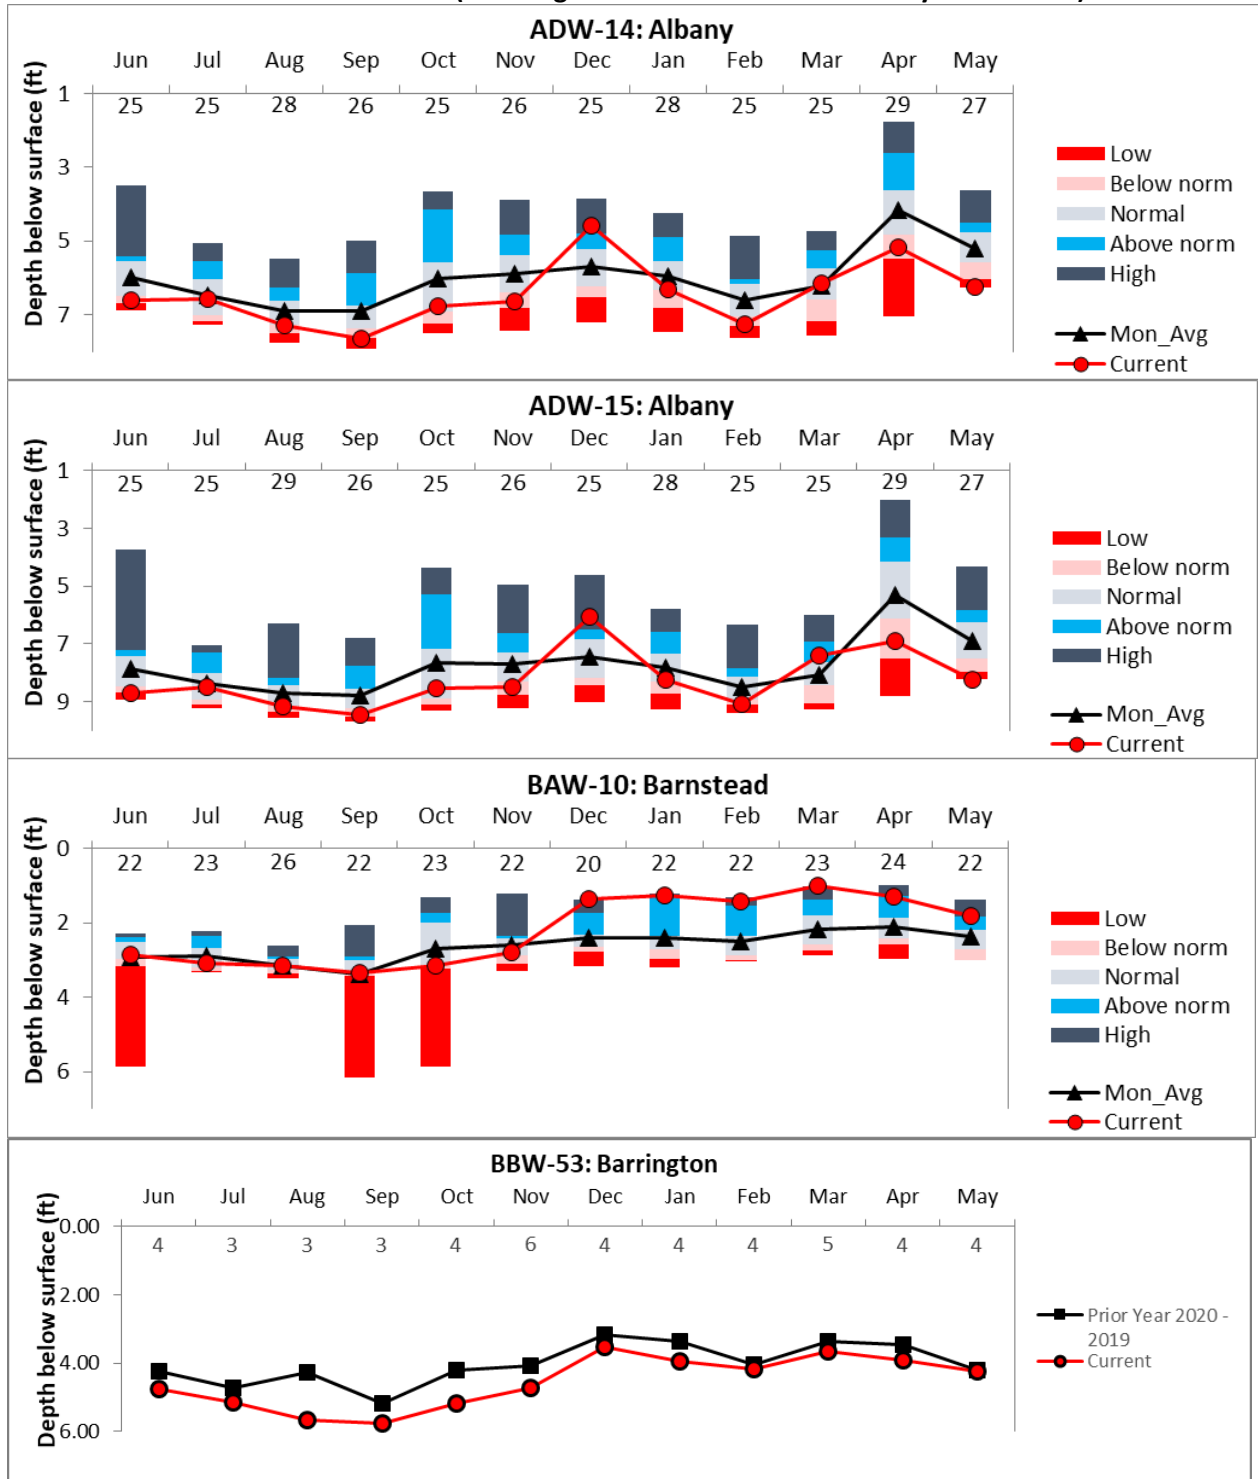 ADW-14: Albany
Jun Jul Aug Sep Oct Nov Dec Jan Feb Mar Apr May
Depth below surface (ft)
1
25 25 28 26 25 26 25 28 25 25 29 27
3
5
7
Low
Below norm
Normal
Above norm
High
Mon_Avg
Current
ADW-15: Albany
Jun Jul Aug Sep Oct Nov Dec Jan Feb Mar Apr May
Depth below surface (ft)
1
25 25 29 26 25 26 25 28 25 25 29 27
3
5
7
9
Low
Below norm
Normal
Above norm
High
Mon_Avg
Current
BAW-10: Barnstead
Jun Jul Aug Sep Oct Nov Dec Jan Feb Mar Apr May
Depth below surface (ft)
0
22 23 26 22 23 22 20 22 22 23 24 22
2
4
6
Low
Below norm
Normal
Above norm
High
Mon_Avg
Current
BBW-53: Barrington
Jun Jul Aug Sep Oct Nov Dec Jan Feb Mar Apr May
Depth below surface (ft)
0.00
4 3 3 3 4 6 4 4 4 5 4 4
2.00
4.00
6.00
Prior Year 2020 -
2019
Current